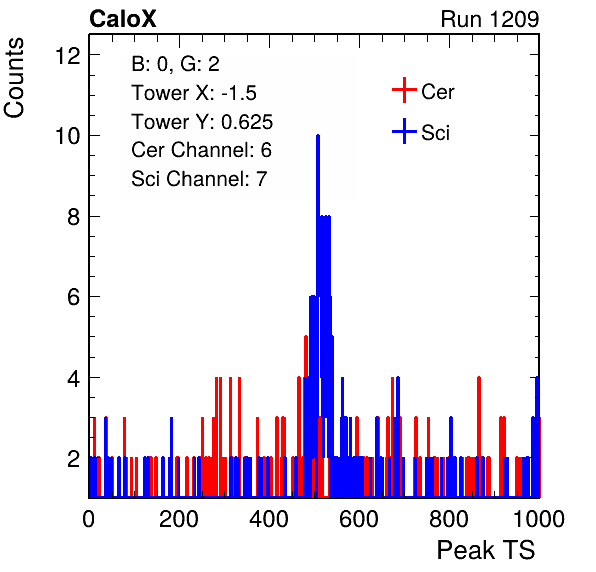 CaloX Run 1209
Counts
12
10
8
6
4
2
B: 0, G: 2
Tower X: -1.5
Tower Y: 0.625
Cer Channel: 6
Sci Channel: 7
Cer
Sci
0 200 400 600 800 1000
Peak TS